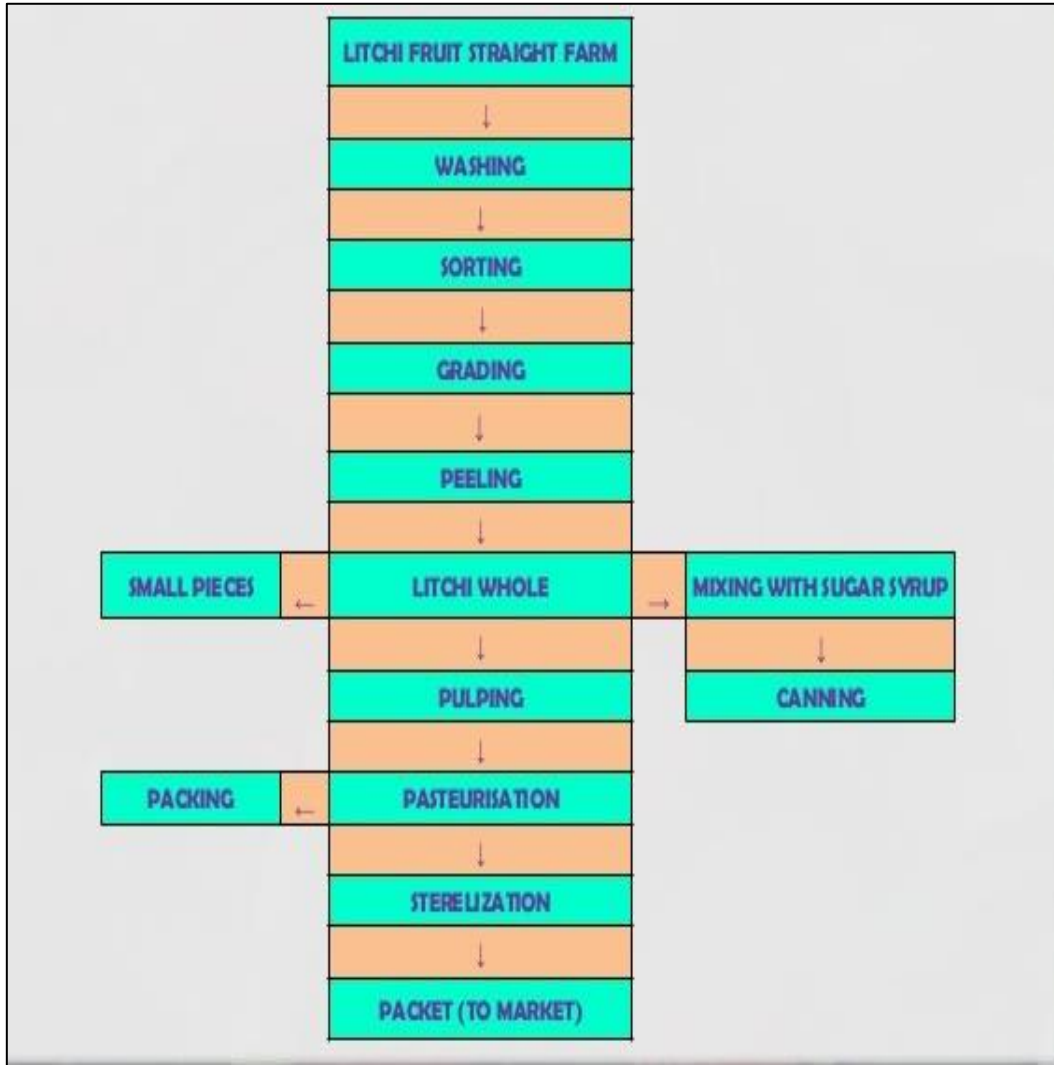 LITCHI FRUIT STRAIGHT FARM
↓
WASHING
↓
SORTING
↓
GRADING
↓
PEELING
↓
SMALL PIECES ← LITCHI WHOLE → MIXING WITH SUGAR SYRUP
↓ ↓
PULPING CANNING
↓
PACKING ← PASTEURISATION
↓
STERELIZATION
↓
PACKET (TO MARKET)